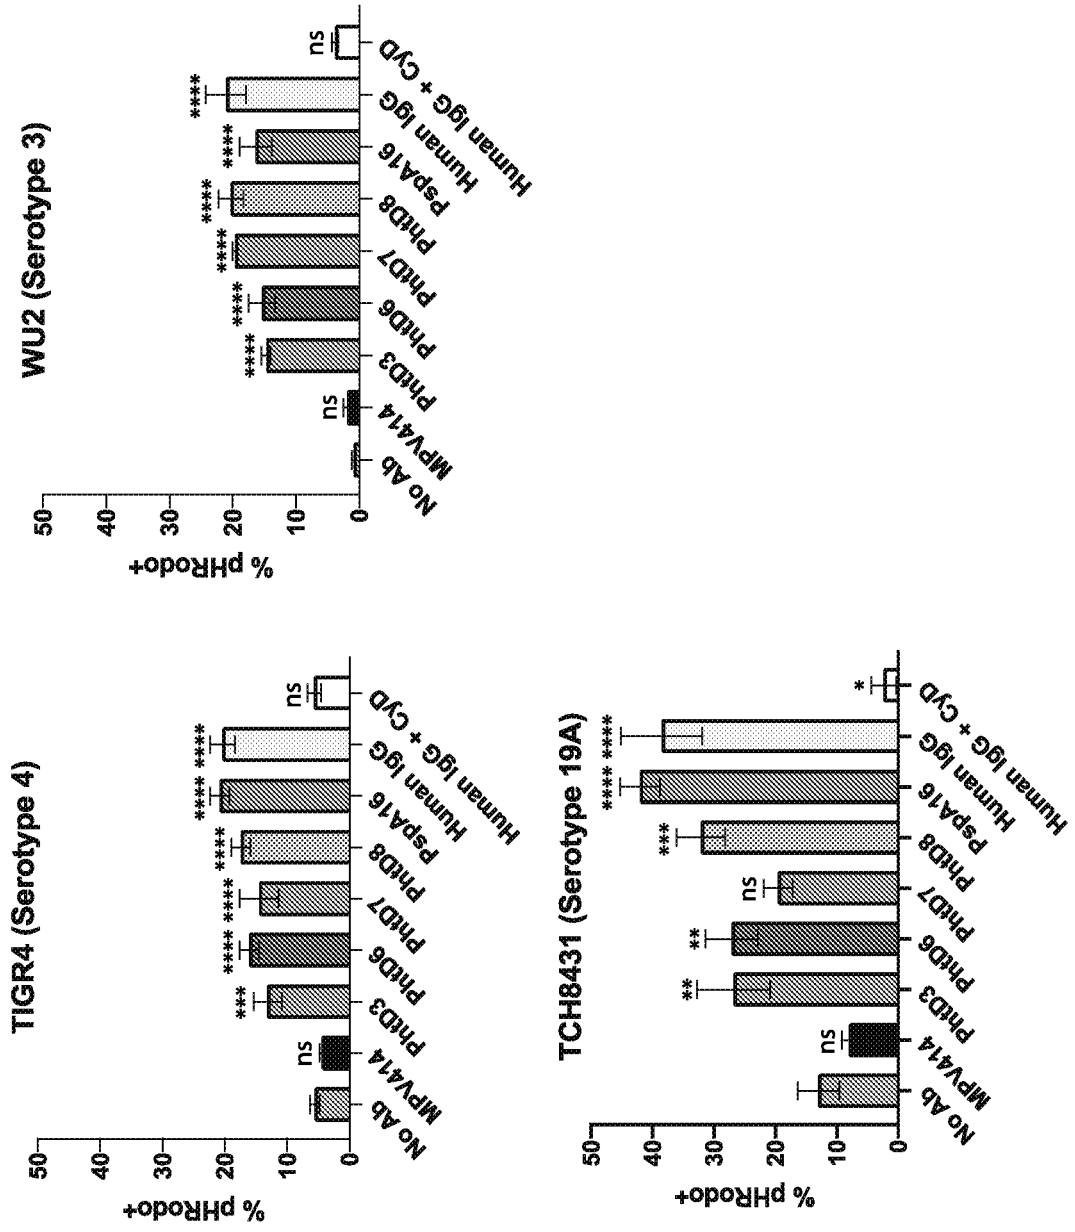 TIGR4 (Serotype 4)
% pHRodo+
50
40
30
20
10
0
ns
***
****
****
****
****
****
ns
No Ab
MPV414
PhtD3
PhtD6
PhtD7
PhtD8
PspA16
Human IgG
Human IgG + CyD
WU2 (Serotype 3)
% pHRodo+
50
40
30
20
10
0
ns
****
****
****
****
****
****
ns
No Ab
MPV414
PhtD3
PhtD6
PhtD7
PhtD8
PspA16
Human IgG
Human IgG + CyD
TCH8431 (Serotype 19A)
% pHRodo+
50
40
30
20
10
0
ns
**
**
ns
***
****
****
*
No Ab
MPV414
PhtD3
PhtD6
PhtD7
PhtD8
PspA16
Human IgG
Human IgG + CyD